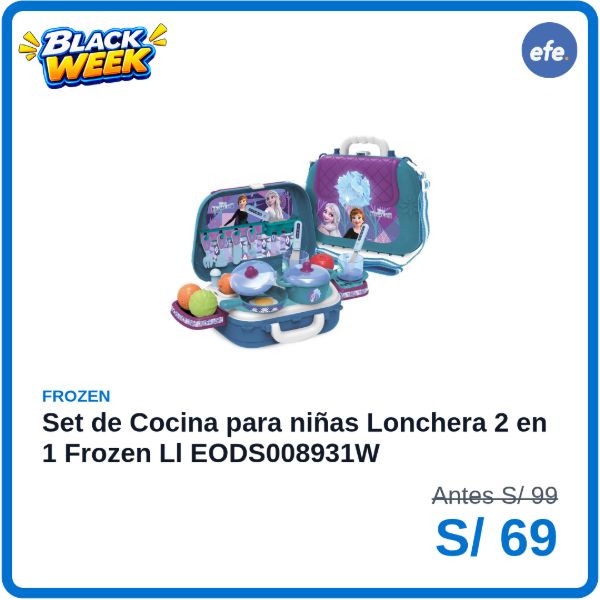 BLACK
WEEK
efe.
FROZEN
Set de Cocina para niñas Lonchera 2 en
1 Frozen Ll EODS008931W
Antes S/ 99
S/ 69